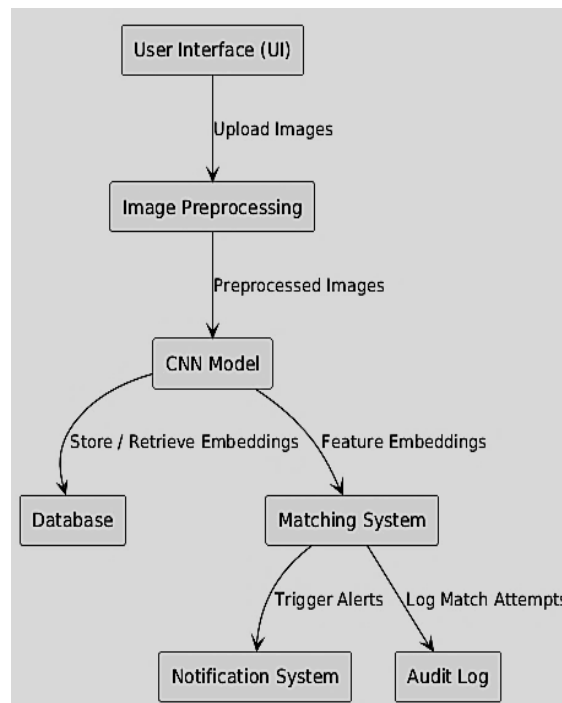 User Interface (UI)
Upload Images
Image Preprocessing
Preprocessed Images
CNN Model
Store / Retrieve Embeddings
Feature Embeddings
Database
Matching System
Trigger Alerts
Log Match Attempts
Notification System
Audit Log